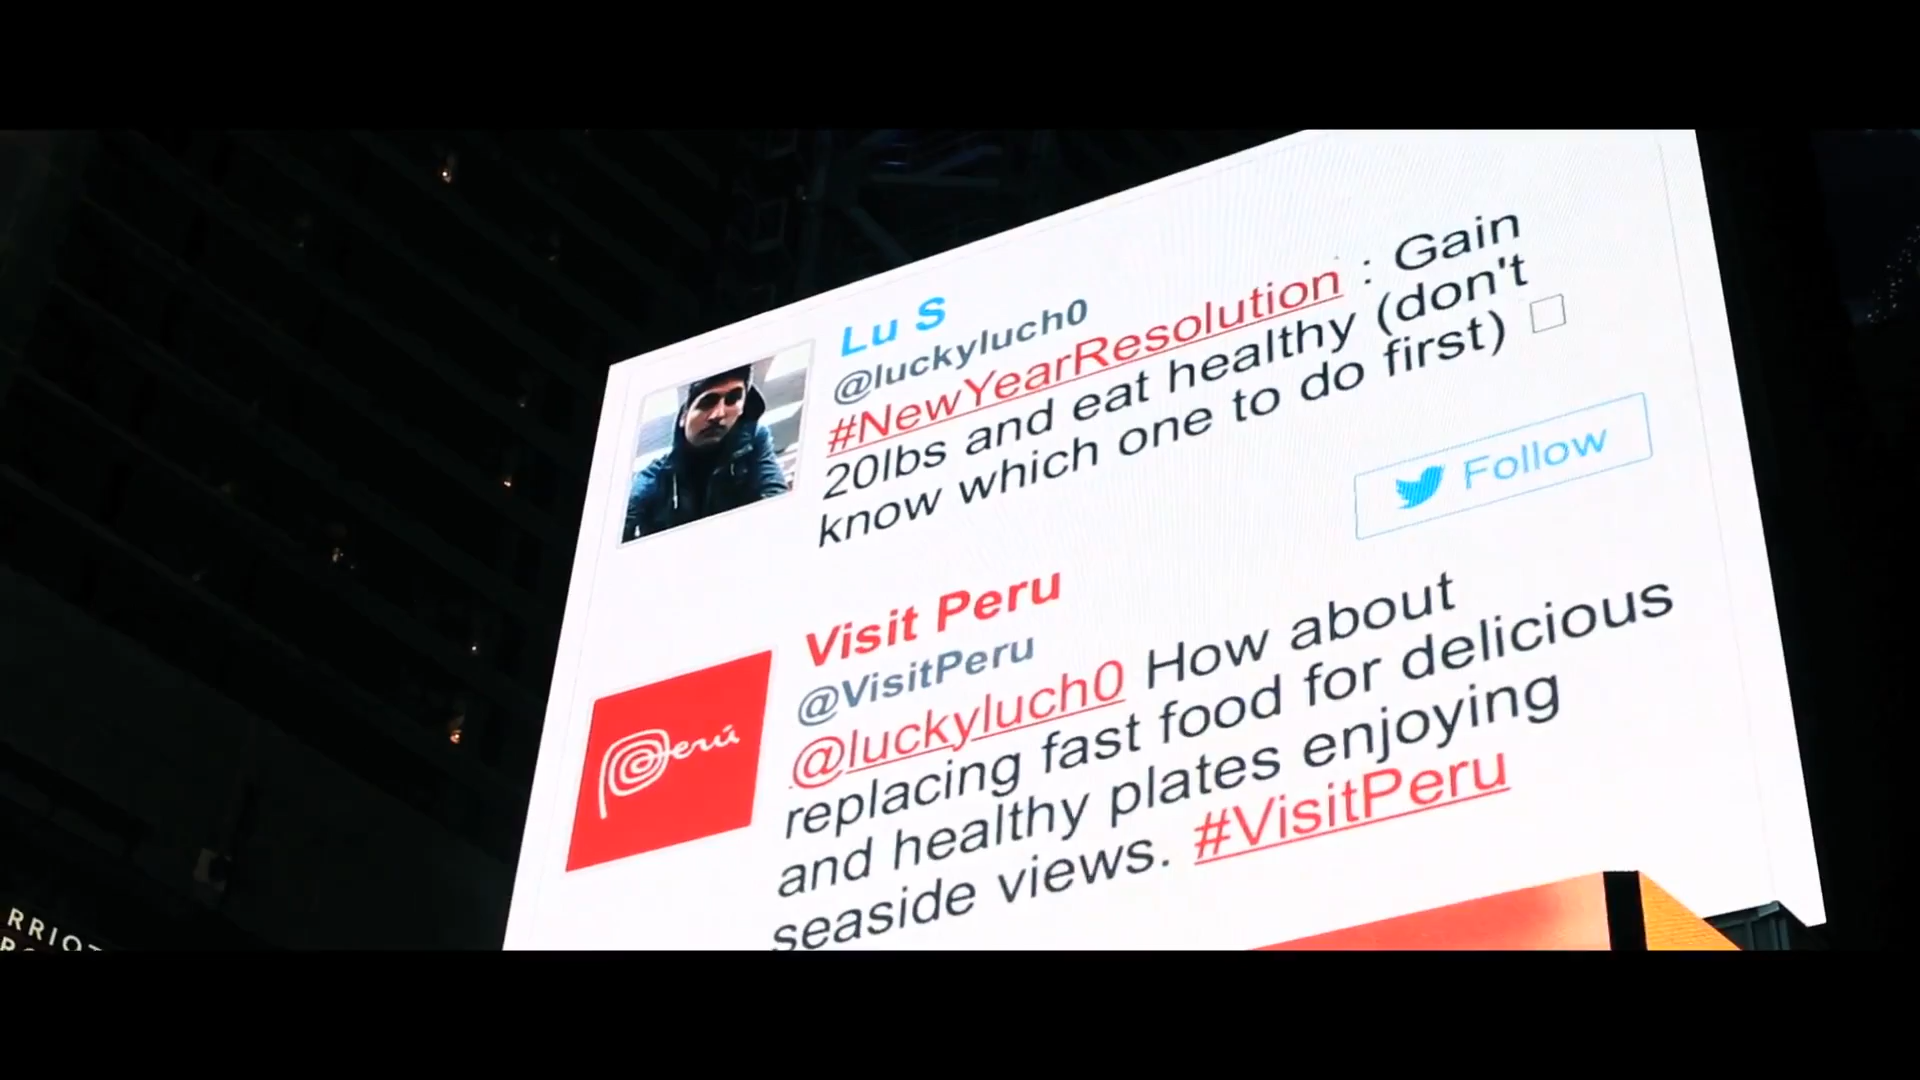 Lu S
@luckyluch0
#NewYearResolution : Gain
20lbs and eat healthy (don't
know which one to do first)
Follow
Visit Peru
@VisitPeru
@luckyluch0 How about
replacing fast food for delicious
and healthy plates enjoying
seaside views. #VisitPeru
Perú
RRIOT